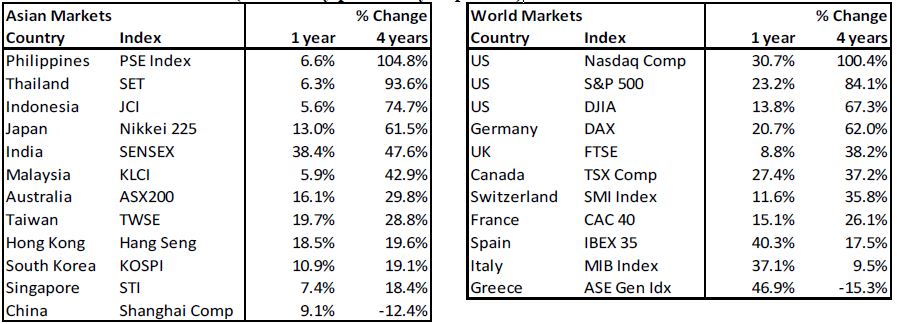 Asian Markets % Change
Country Index 1 year 4 years
Philippines PSE Index 6.6% 104.8%
Thailand SET 6.3% 93.6%
Indonesia JCI 5.6% 74.7%
Japan Nikkei 225 13.0% 61.5%
India SENSEX 38.4% 47.6%
Malaysia KLCI 5.9% 42.9%
Australia ASX200 16.1% 29.8%
Taiwan TWSE 19.7% 28.8%
Hong Kong Hang Seng 18.5% 19.6%
South Korea KOSPI 10.9% 19.1%
Singapore STI 7.4% 18.4%
China Shanghai Comp 9.1% -12.4%
World Markets % Change
Country Index 1 year 4 years
US Nasdaq Comp 30.7% 100.4%
US S&P 500 23.2% 84.1%
US DJIA 13.8% 67.3%
Germany DAX 20.7% 62.0%
UK FTSE 8.8% 38.2%
Canada TSX Comp 27.4% 37.2%
Switzerland SMI Index 11.6% 35.8%
France CAC 40 15.1% 26.1%
Spain IBEX 35 40.3% 17.5%
Italy MIB Index 37.1% 9.5%
Greece ASE Gen Idx 46.9% -15.3%